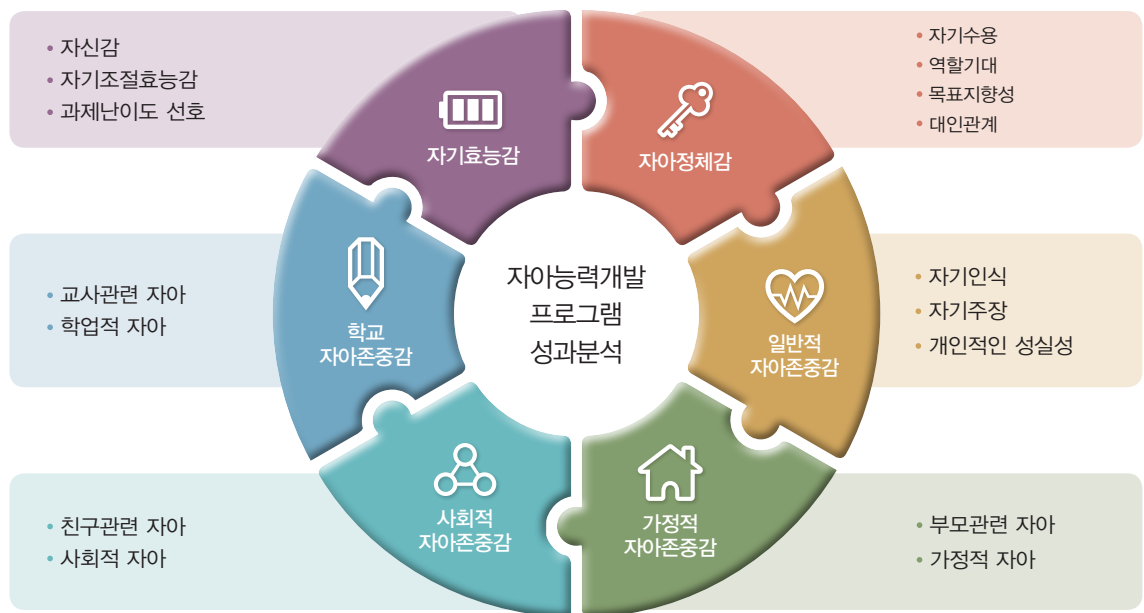 자아능력개발
프로그램
성과분석
자기효능감
• 자신감
• 자기조절효능감
• 과제난이도 선호
자아정체감
• 자기수용
• 역할기대
• 목표지향성
• 대인관계
학교
자아존중감
• 교사관련 자아
• 학업적 자아
일반적
자아존중감
• 자기인식
• 자기주장
• 개인적인 성실성
사회적
자아존중감
• 친구관련 자아
• 사회적 자아
가정적
자아존중감
• 부모관련 자아
• 가정적 자아